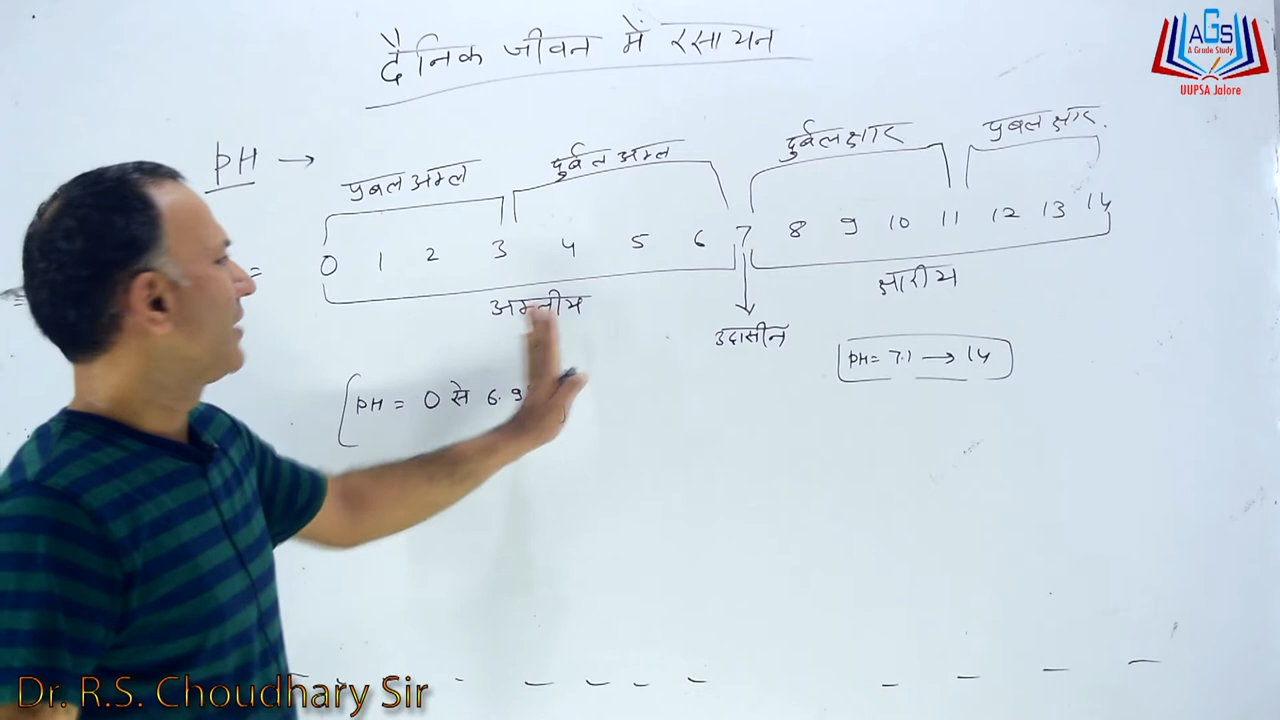 दैनिक जीवन में रसायन
AGS
A Grade Study
UUPSA Jalore
pH →
प्रबल अम्ल
दुर्बल अम्ल
दुर्बल क्षार
प्रबल क्षार.
= 0 1 2 3 4 5 6 7 8 9 10 11 12 13 14
अम्लीय
उदासीन
क्षारीय
pH = 0 से 6.9
pH = 7.1 → 14
Dr. R.S. Choudhary Sir